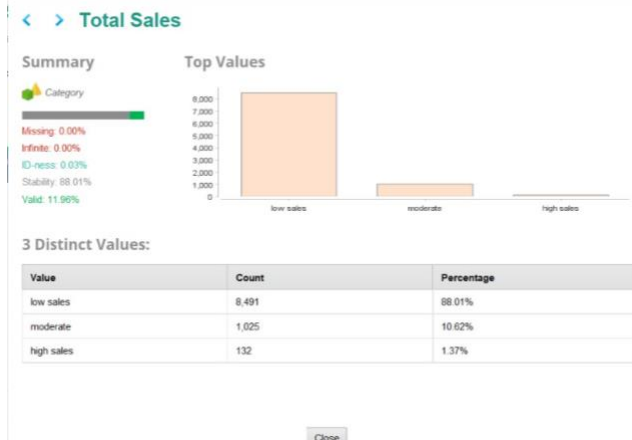 Total Sales
Summary
Top Values
Category
Missing: 0.00%
Infinite: 0.00%
ID-ness: 0.03%
Stability: 88.01%
Valid: 11.96%
8,000
7,000
6,000
5,000
4,000
3,000
2,000
1,000
0
low sales moderate high sales
3 Distinct Values:
Value Count Percentage
low sales 8,491 88.01%
moderate 1,025 10.62%
high sales 132 1.37%
Close